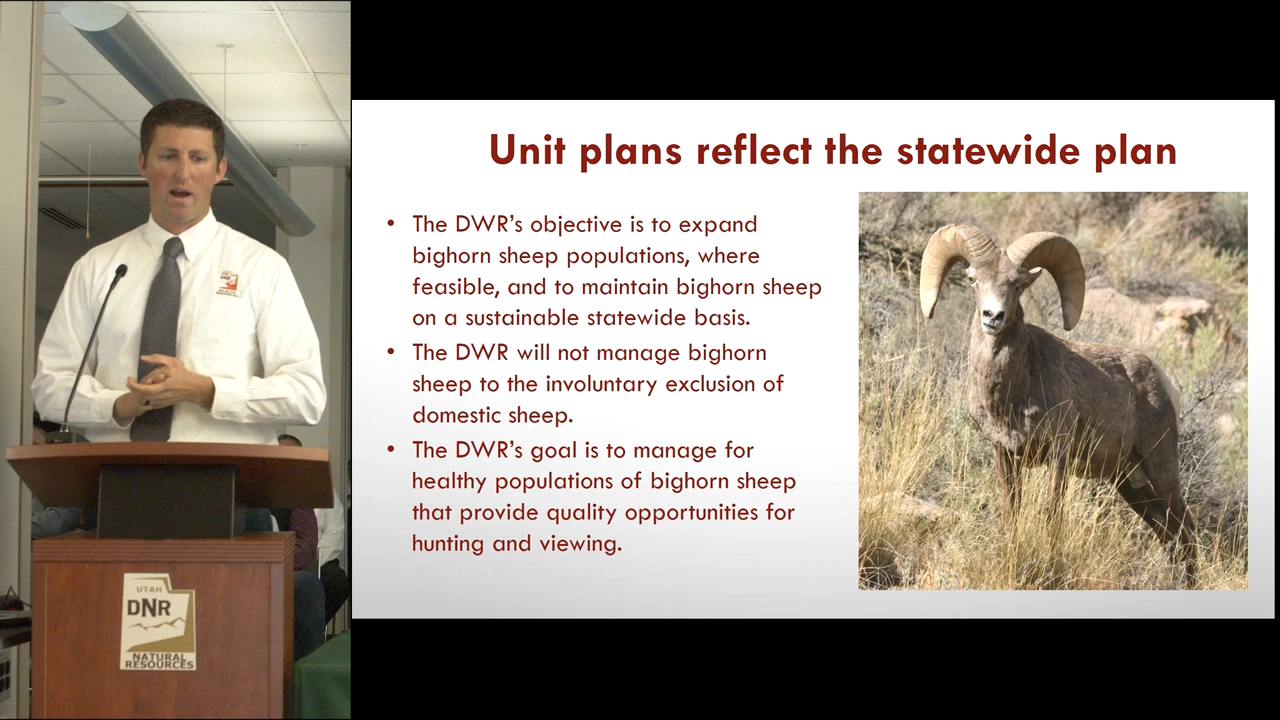 Unit plans reflect the statewide plan
• The DWR's objective is to expand
bighorn sheep populations, where
feasible, and to maintain bighorn sheep
on a sustainable statewide basis.
• The DWR will not manage bighorn
sheep to the involuntary exclusion of
domestic sheep.
• The DWR's goal is to manage for
healthy populations of bighorn sheep
that provide quality opportunities for
hunting and viewing.
UTAH
DNR
NATURAL
RESOURCES